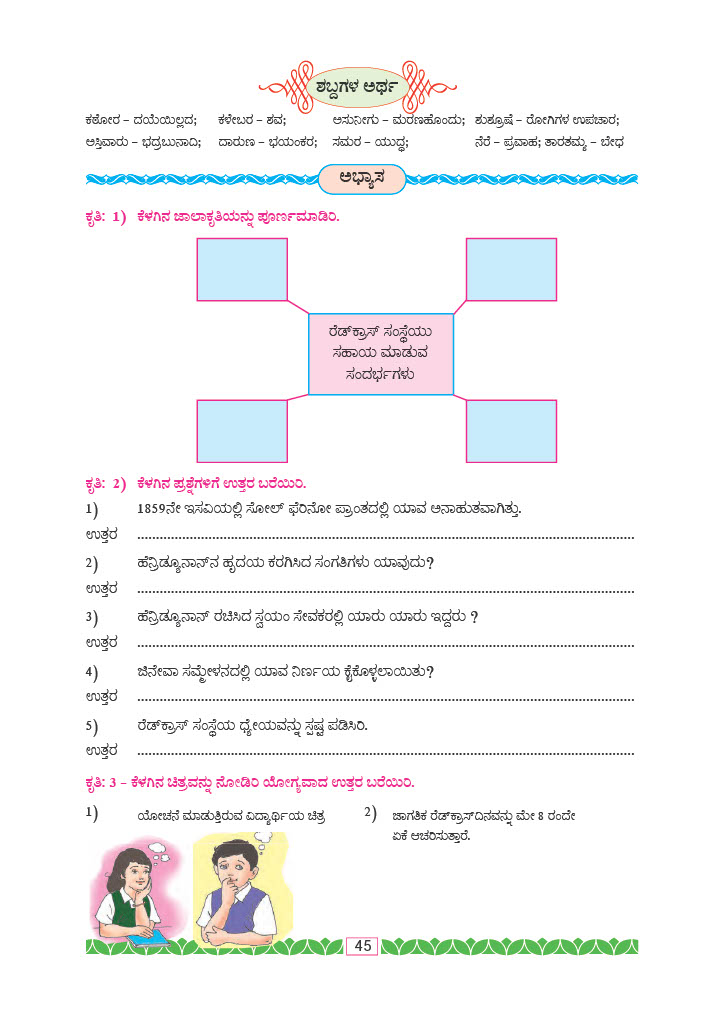 ಶಬ್ದಗಳ ಅರ್ಥ
ಕಠೋರ – ದಯೆಯಿಲ್ಲದ; ಕಳೇಬರ – ಶವ; ಅಸುನೀಗು – ಮರಣಹೊಂದು; ಶುಶ್ರೂಷೆ – ರೋಗಿಗಳ ಉಪಚಾರ;
ಅಸ್ತಿವಾರು – ಭದ್ರಬುನಾದಿ; ದಾರುಣ – ಭಯಂಕರ; ಸಮರ – ಯುದ್ಧ; ನೆರೆ – ಪ್ರವಾಹ; ತಾರತಮ್ಯ – ಬೇಧ
ಅಭ್ಯಾಸ
ಕೃತಿ: 1) ಕೆಳಗಿನ ಜಾಲಾಕೃತಿಯನ್ನು ಪೂರ್ಣಮಾಡಿರಿ.
ರೆಡ್‌ಕ್ರಾಸ್ ಸಂಸ್ಥೆಯು
ಸಹಾಯ ಮಾಡುವ
ಸಂದರ್ಭಗಳು
ಕೃತಿ: 2) ಕೆಳಗಿನ ಪ್ರಶ್ನೆಗಳಿಗೆ ಉತ್ತರ ಬರೆಯಿರಿ.
1) 1859ನೇ ಇಸವಿಯಲ್ಲಿ ಸೋಲ್ ಫೆರಿನೋ ಪ್ರಾಂತದಲ್ಲಿ ಯಾವ ಅನಾಹುತವಾಗಿತ್ತು.
ಉತ್ತರ ....................................................................................
2) ಹೆನ್ರಿಡ್ಯೂನಾನ್‌ನ ಹೃದಯ ಕರಗಿಸಿದ ಸಂಗತಿಗಳು ಯಾವುದು?
ಉತ್ತರ ....................................................................................
3) ಹೆನ್ರಿಡ್ಯೂನಾನ್ ರಚಿಸಿದ ಸ್ವಯಂ ಸೇವಕರಲ್ಲಿ ಯಾರು ಯಾರು ಇದ್ದರು ?
ಉತ್ತರ ....................................................................................
4) ಜಿನೇವಾ ಸಮ್ಮೇಳನದಲ್ಲಿ ಯಾವ ನಿರ್ಣಯ ಕೈಕೊಳ್ಳಲಾಯಿತು?
ಉತ್ತರ ....................................................................................
5) ರೆಡ್‌ಕ್ರಾಸ್ ಸಂಸ್ಥೆಯ ಧ್ಯೇಯವನ್ನು ಸ್ಪಷ್ಟ ಪಡಿಸಿರಿ.
ಉತ್ತರ ....................................................................................
ಕೃತಿ: 3 – ಕೆಳಗಿನ ಚಿತ್ರವನ್ನು ನೋಡಿರಿ ಯೋಗ್ಯವಾದ ಉತ್ತರ ಬರೆಯಿರಿ.
1) ಯೋಚನೆ ಮಾಡುತ್ತಿರುವ ವಿದ್ಯಾರ್ಥಿಯ ಚಿತ್ರ
2) ಜಾಗತಿಕ ರೆಡ್‌ಕ್ರಾಸ್‌ದಿನವನ್ನು ಮೇ 8 ರಂದೇ
ಏಕೆ ಆಚರಿಸುತ್ತಾರೆ.
45